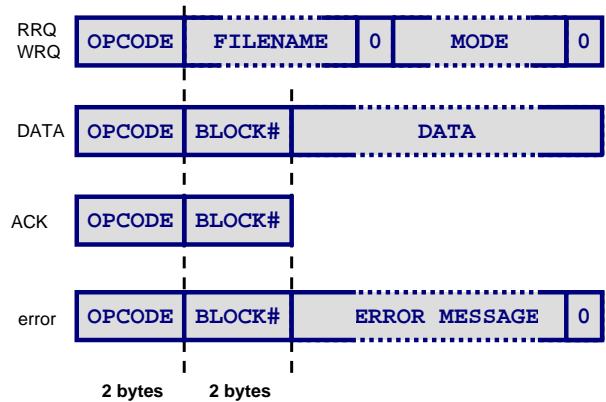 RRQ
WRQ
OPCODE FILENAME 0 MODE 0
DATA OPCODE BLOCK# DATA
ACK OPCODE BLOCK#
error OPCODE BLOCK# ERROR MESSAGE 0
2 bytes 2 bytes